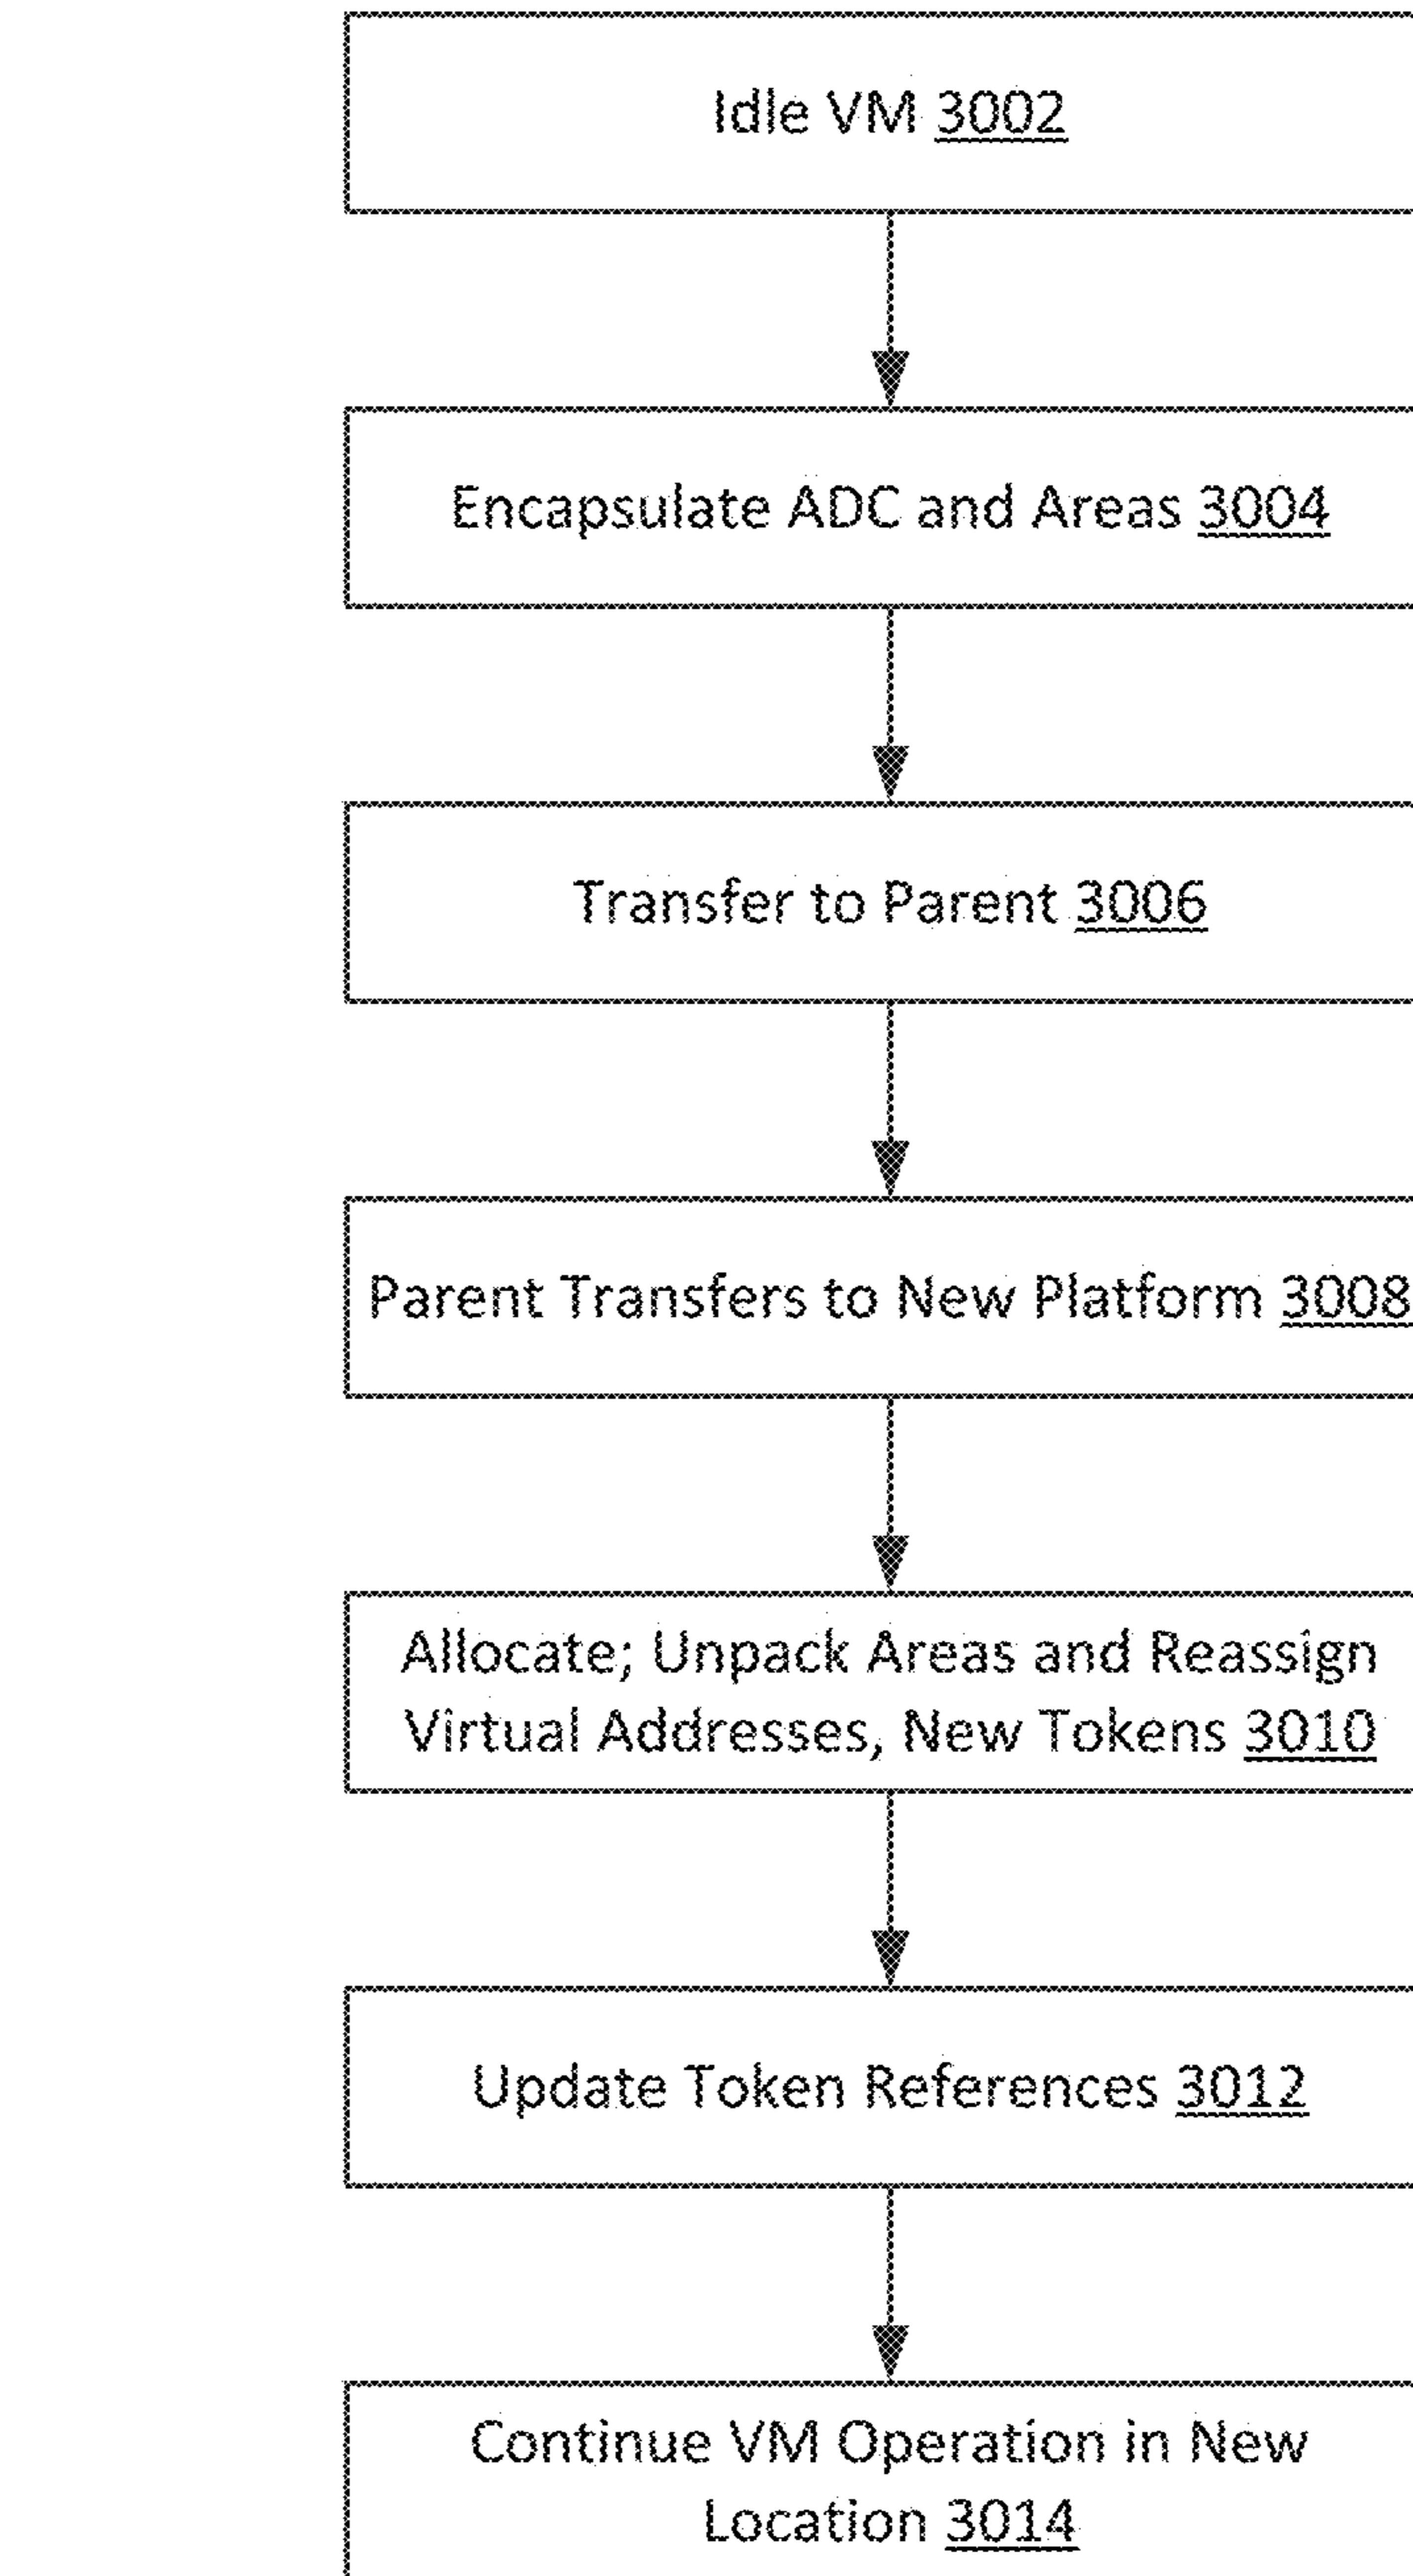 Idle VM 3002
Encapsulate ADC and Areas 3004
Transfer to Parent 3006
Parent Transfers to New Platform 3008
Allocate; Unpack Areas and Reassign
Virtual Addresses, New Tokens 3010
Update Token References 3012
Continue VM Operation in New
Location 3014